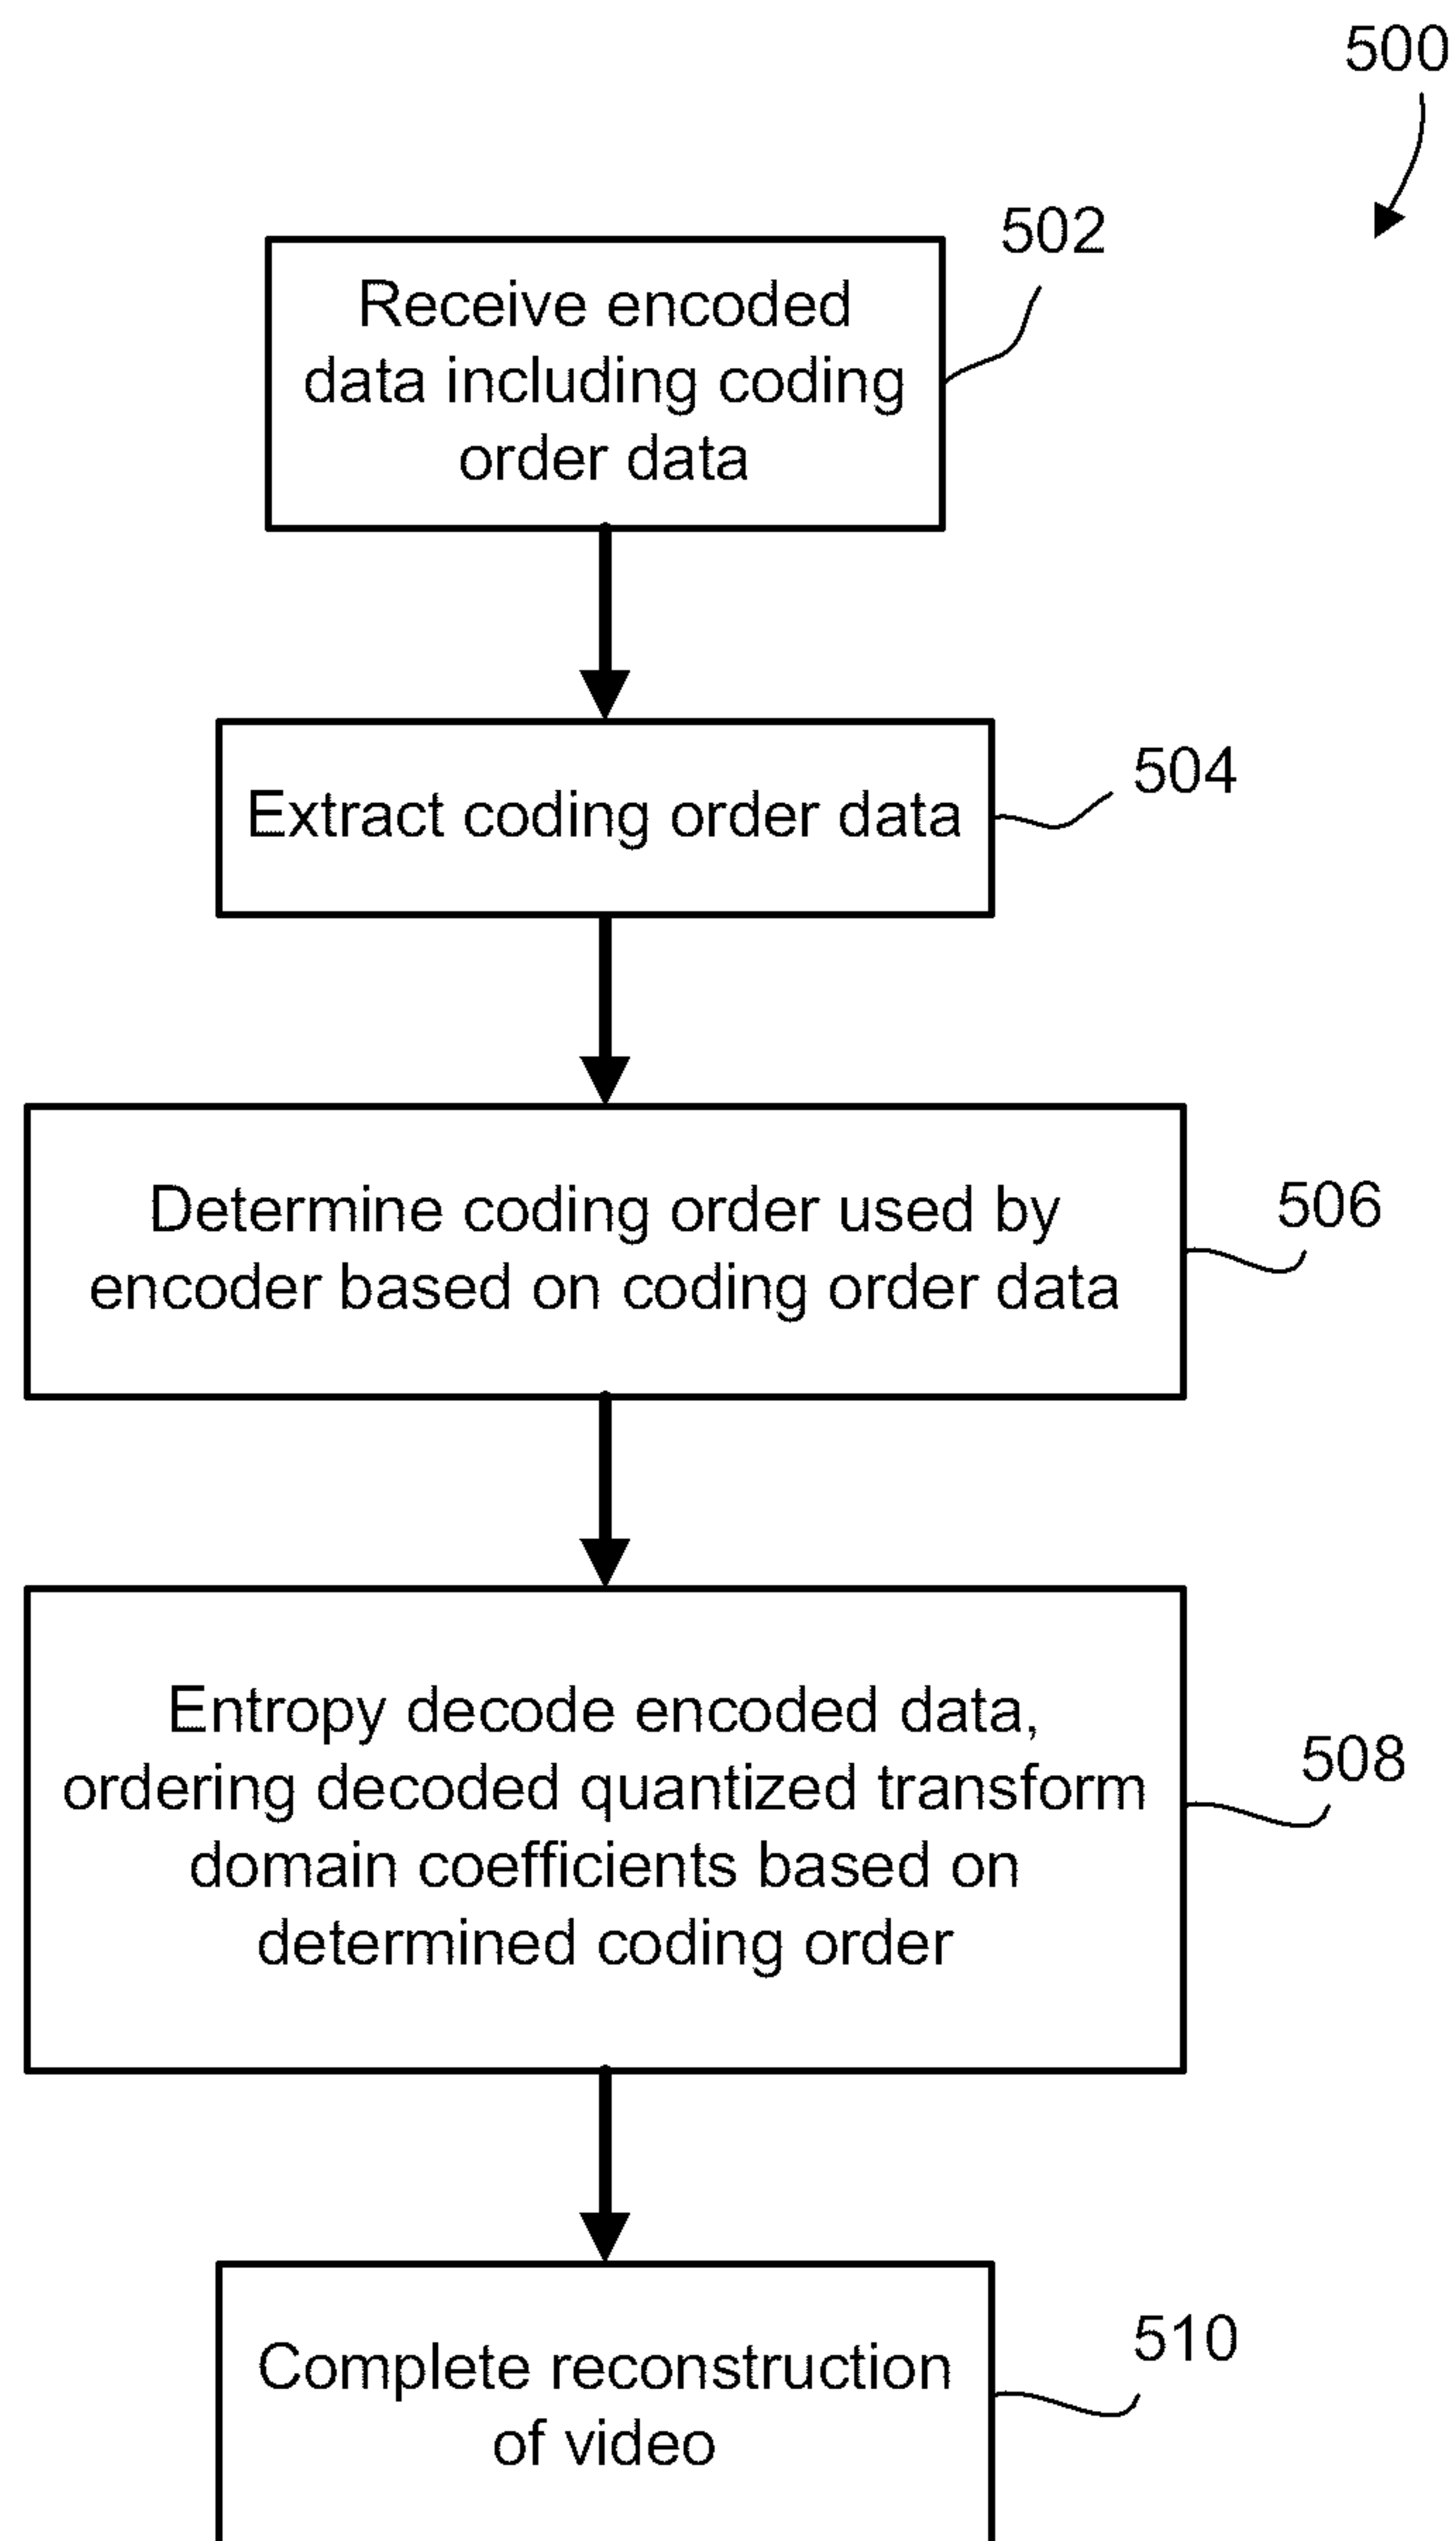 500
502
Receive encoded
data including coding
order data
504
Extract coding order data
506
Determine coding order used by
encoder based on coding order data
508
Entropy decode encoded data,
ordering decoded quantized transform
domain coefficients based on
determined coding order
510
Complete reconstruction
of video